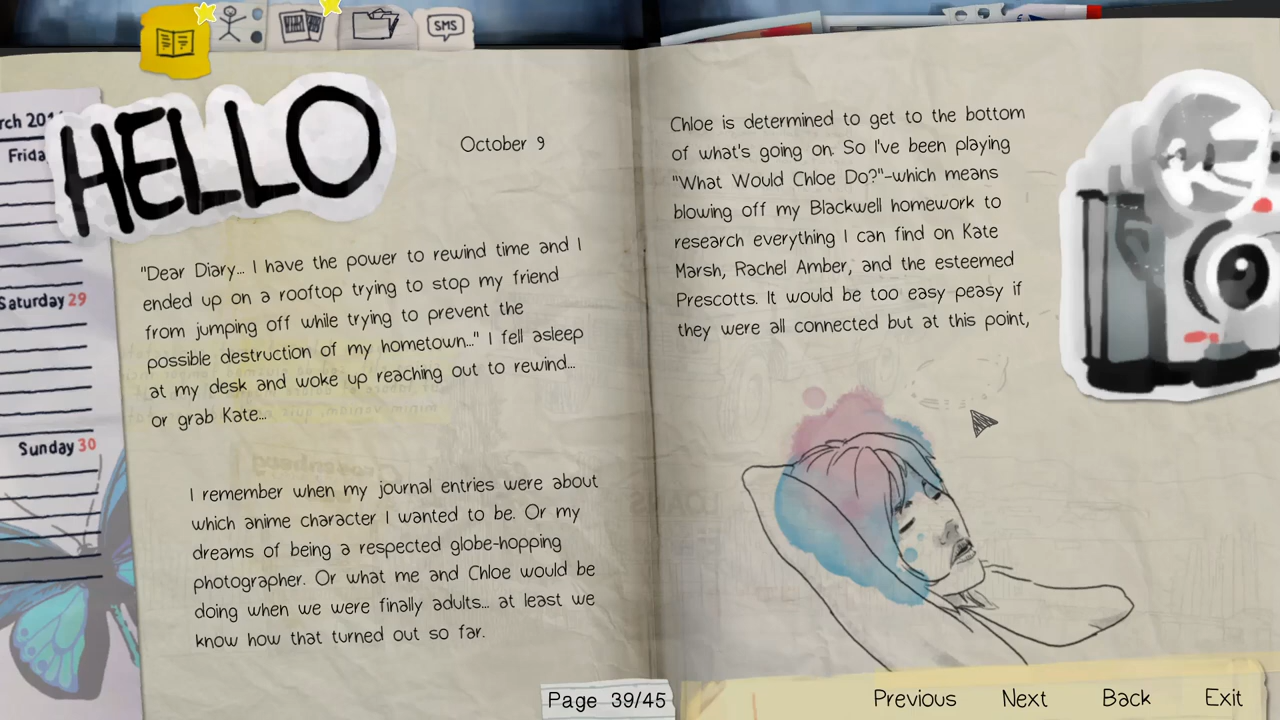 SMS
rch 201
Frida
Saturday 29
Sunday 30
HELLO
October 9
"Dear Diary... I have the power to rewind time and I
ended up on a rooftop trying to stop my friend
from jumping off while trying to prevent the
possible destruction of my hometown..." I fell asleep
at my desk and woke up reaching out to rewind...
or grab Kate...
I remember when my journal entries were about
which anime character I wanted to be. Or my
dreams of being a respected globe-hopping
photographer. Or what me and Chloe would be
doing when we were finally adults... at least we
know how that turned out so far.
Chloe is determined to get to the bottom
of what's going on. So I've been playing
"What Would Chloe Do?"-which means
blowing off my Blackwell homework to
research everything I can find on Kate
Marsh, Rachel Amber, and the esteemed
Prescotts. It would be too easy peasy if
they were all connected but at this point,
Page 39/45
Previous Next Back Exit